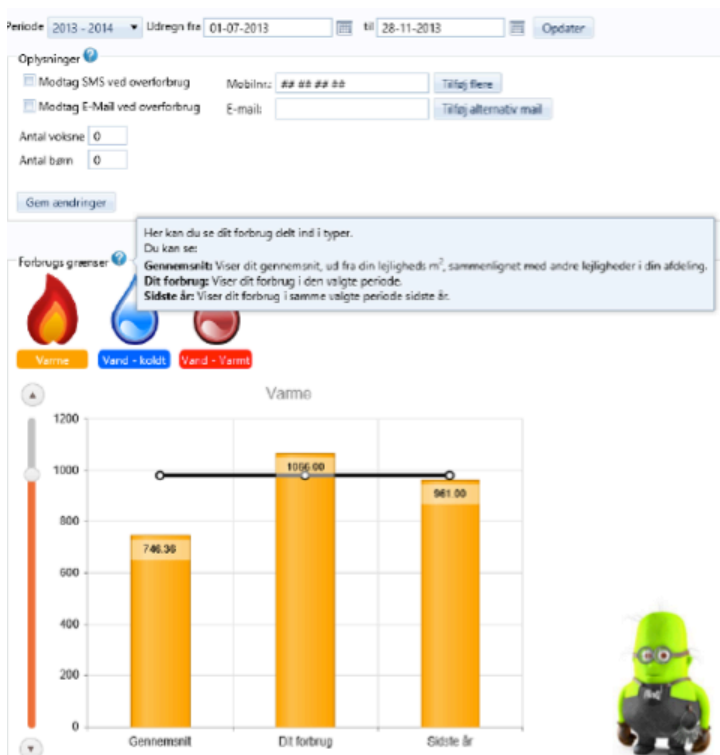 Periode 2013 - 2014 Udregn fra 01-07-2013 til 28-11-2013 Opdater
Oplysninger ?
Modtag SMS ved overforbrug Mobilnr.: ## ## ## ## Tilføj flere
Modtag E-Mail ved overforbrug E-mail: Tilføj alternativ mail
Antal voksne 0
Antal børn 0
Gem ændringer
Her kan du se dit forbrug delt ind i typer.
Du kan se:
Gennemsnit: Viser dit gennemsnit, ud fra din lejligheds m², sammenlignet med andre lejligheder i din afdeling.
Dit forbrug: Viser dit forbrug i den valgte periode.
Sidste år: Viser dit forbrug i samme valgte periode sidste år.
Forbrugs grænser ?
Varme Vand - koldt Vand - Varmt
Varme
1200
1000
800
600
400
200
0
746.36
1066.00
961.00
Gennemsnit Dit forbrug Sidste år